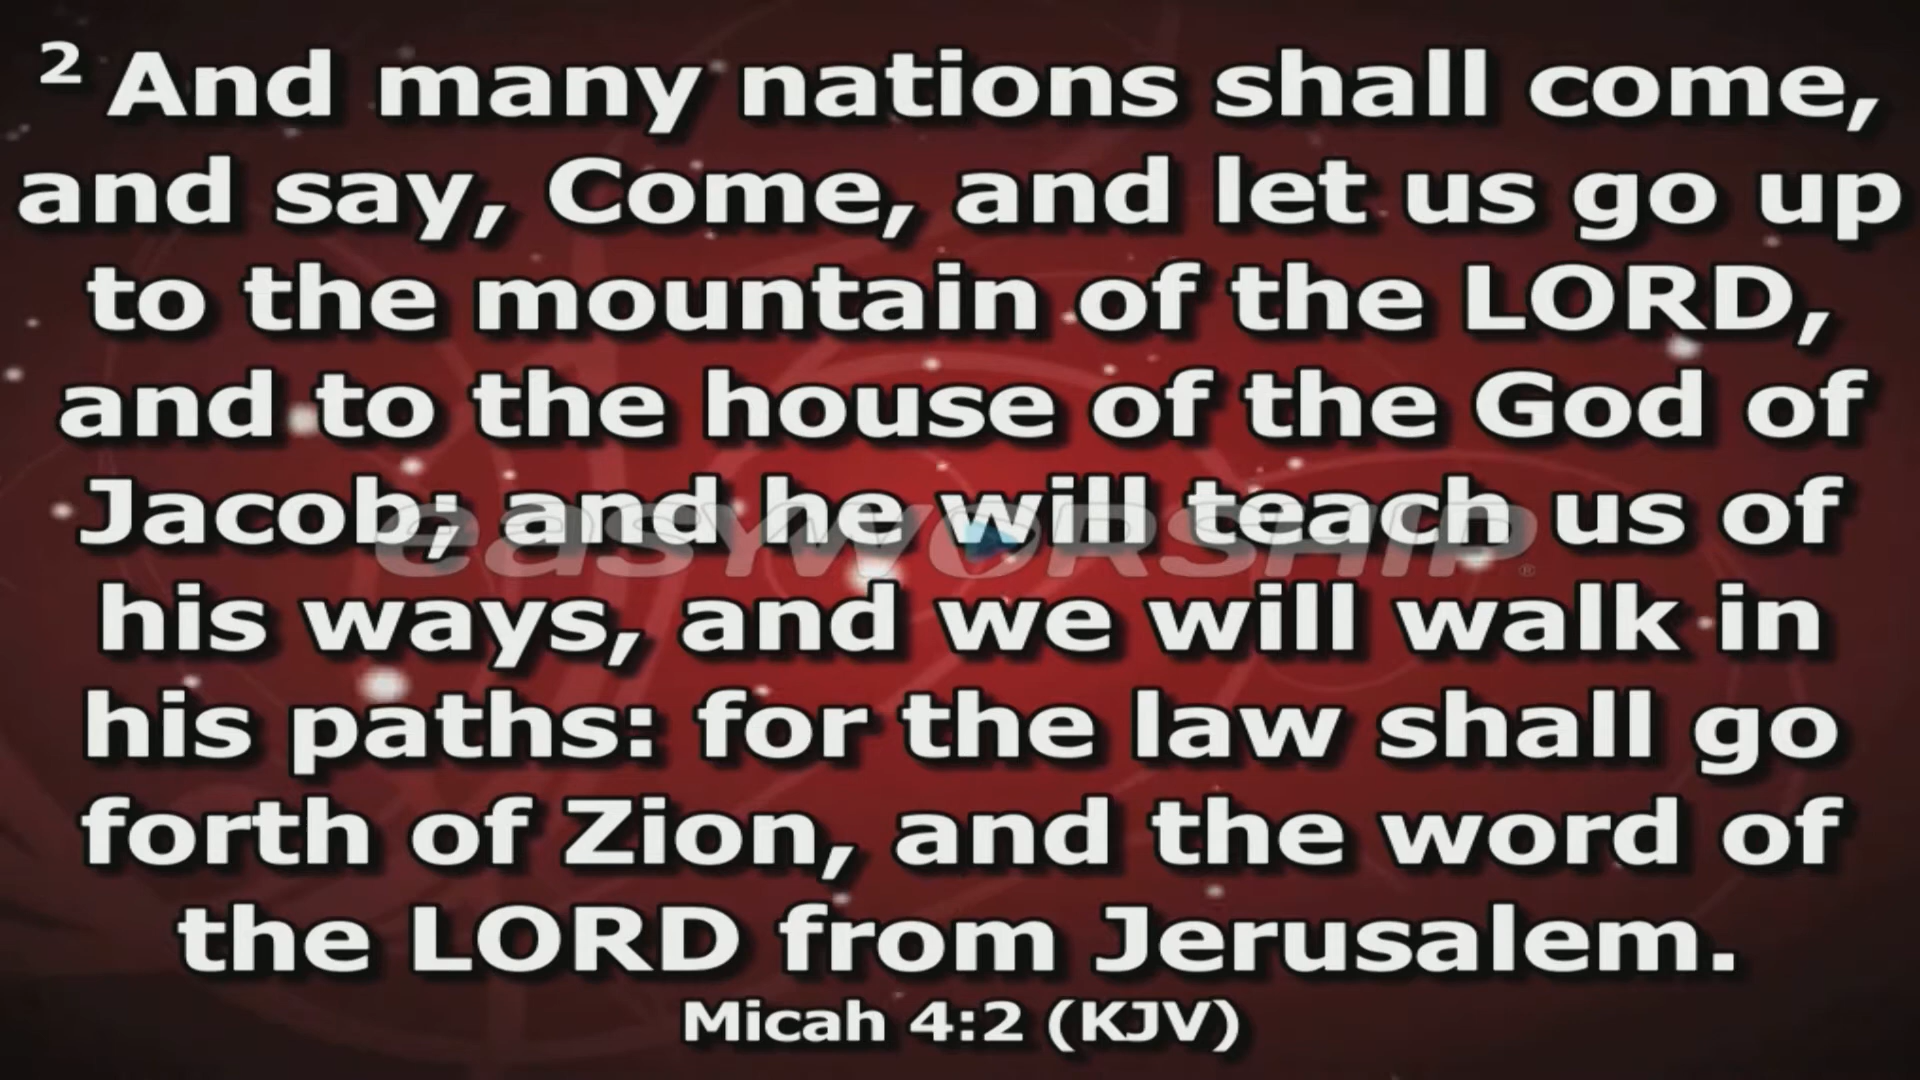 2 And many nations shall come,
and say, Come, and let us go up
to the mountain of the LORD,
and to the house of the God of
Jacob; and he will teach us of
his ways, and we will walk in
his paths: for the law shall go
forth of Zion, and the word of
the LORD from Jerusalem.
Micah 4:2 (KJV)
easyworship®